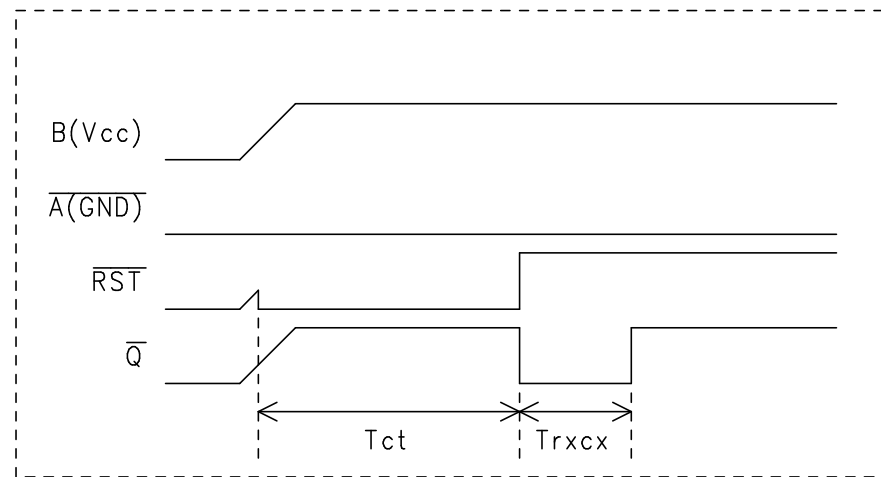 B(Vcc)
A(GND)
RST
Q
Tct
Trxcx